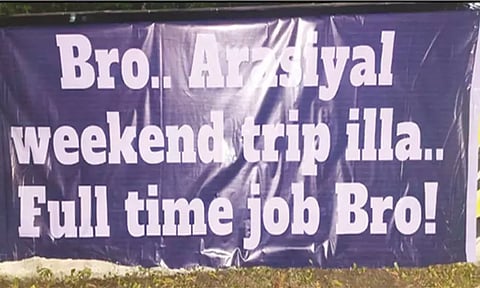 Bro.. Arasiyal
weekend trip illa..
Full time job Bro!